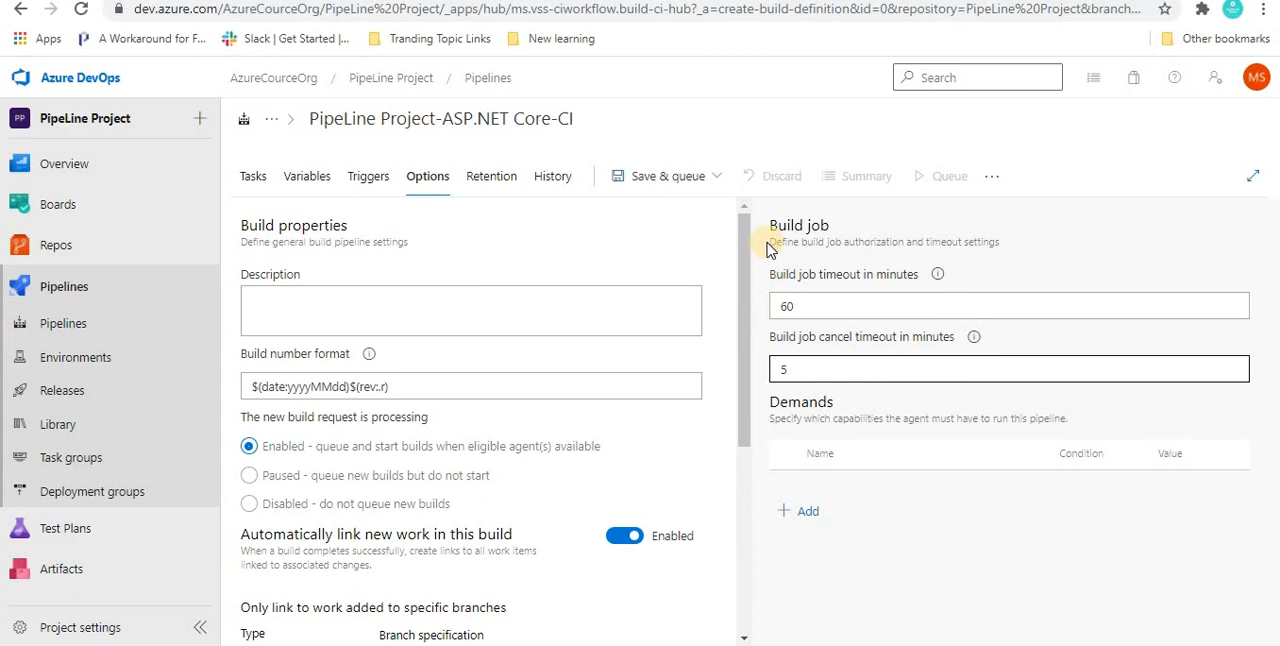 dev.azure.com/AzureCourceOrg/PipeLine%20Project/_apps/hub/ms.vss-ciworkflow.build-ci-hub?_a=create-build-definition&id=0&repository=PipeLine%20Project&branch...
Apps
A Workaround for F...
Slack | Get Started |...
Tranding Topic Links
New learning
Other bookmarks
Azure DevOps
AzureCourceOrg / PipeLine Project / Pipelines
Search
MS
PP PipeLine Project
Overview
Boards
Repos
Pipelines
Pipelines
Environments
Releases
Library
Task groups
Deployment groups
Test Plans
Artifacts
Project settings
PipeLine Project-ASP.NET Core-CI
Tasks Variables Triggers Options Retention History Save & queue Discard Summary Queue
Build properties
Define general build pipeline settings
Description
Build number format
$(date:yyyyMMdd)$(rev:.r)
The new build request is processing
Enabled - queue and start builds when eligible agent(s) available
Paused - queue new builds but do not start
Disabled - do not queue new builds
Automatically link new work in this build
Enabled
When a build completes successfully, create links to all work items
linked to associated changes.
Only link to work added to specific branches
Type Branch specification
Build job
Define build job authorization and timeout settings
Build job timeout in minutes
60
Build job cancel timeout in minutes
5
Demands
Specify which capabilities the agent must have to run this pipeline.
Name Condition Value
+ Add